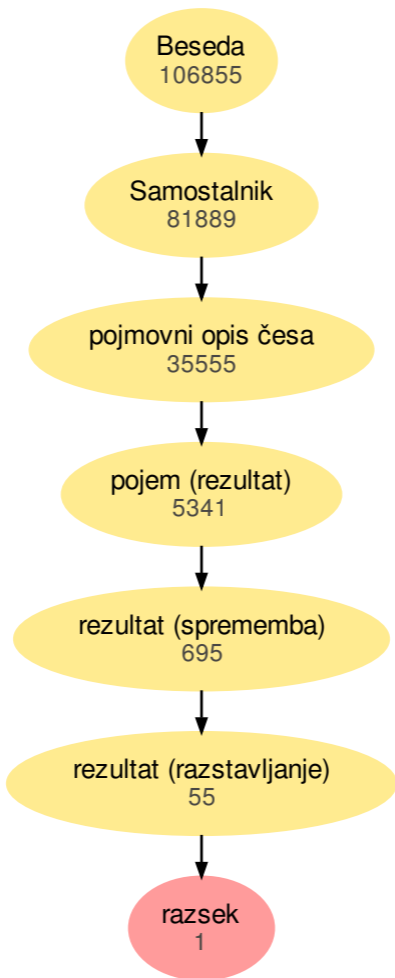 Beseda
106855
Samostalnik
81889
pojmovni opis česa
35555
pojem (rezultat)
5341
rezultat (sprememba)
695
rezultat (razstavljanje)
55
razsek
1